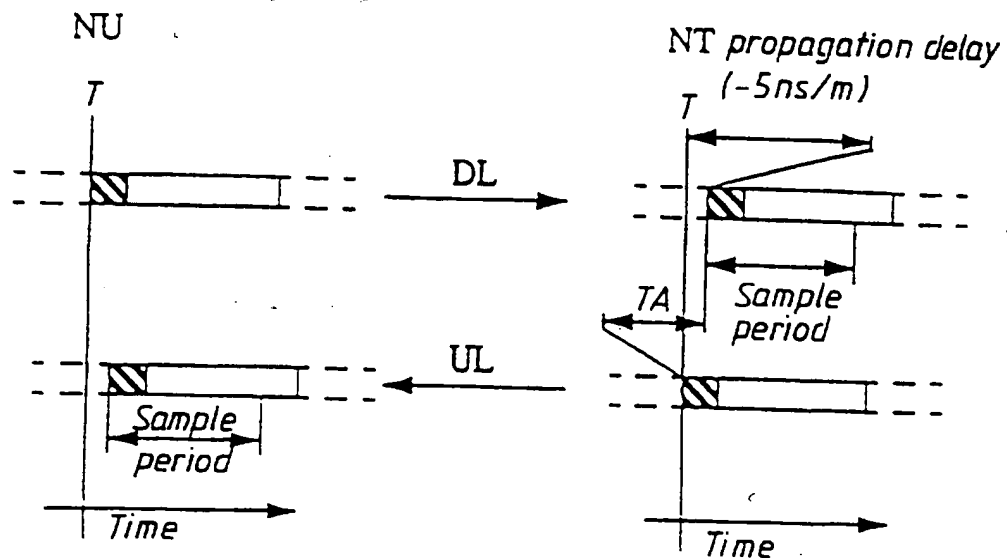 NU
NT propagation delay
(-5ns/m)
T
T
DL
TA
Sample
period
UL
Sample
period
Time
Time